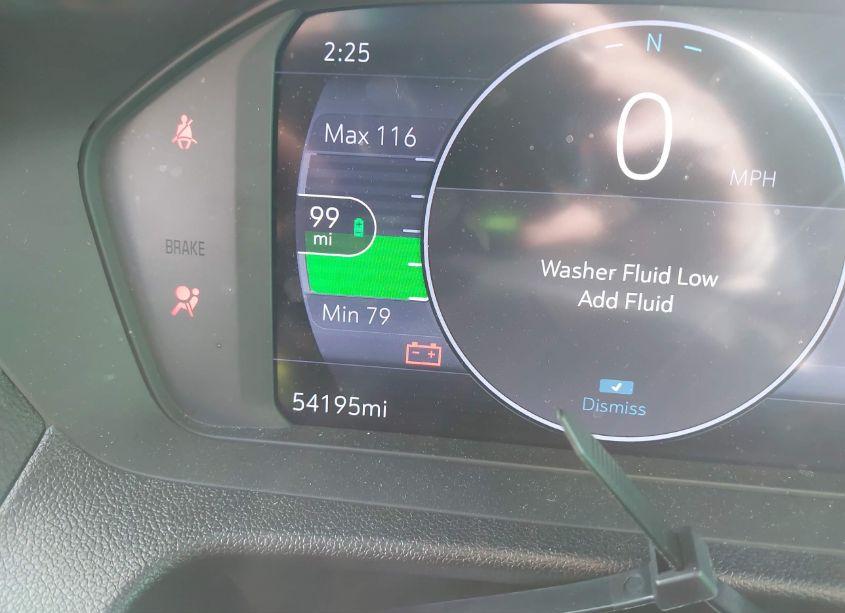 2:25
N
Max 116
0
MPH
99
mi
BRAKE
Washer Fluid Low
Add Fluid
Min 79
Dismiss
54195mi